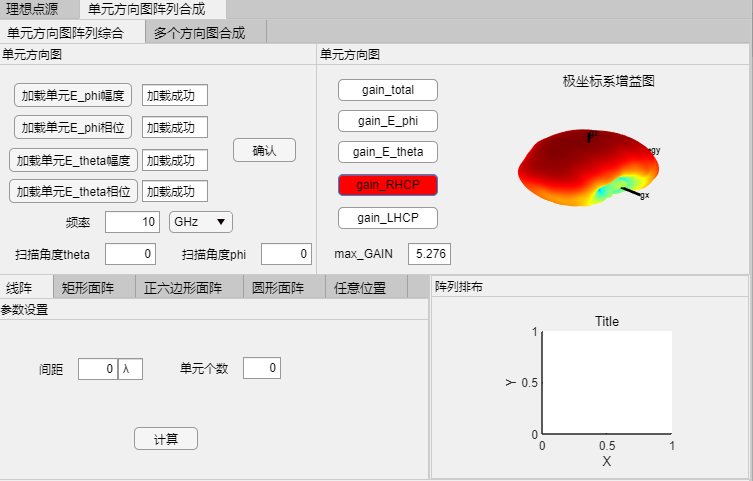 理想点源 单元方向图阵列合成
单元方向图阵列综合 多个方向图合成
单元方向图
加载单元E_phi幅度 加载成功
加载单元E_phi相位 加载成功
加载单元E_theta幅度 加载成功
加载单元E_theta相位 加载成功
确认
频率 10 GHz
扫描角度theta 0 扫描角度phi 0
单元方向图
gain_total
gain_E_phi
gain_E_theta
gain_RHCP
gain_LHCP
max_GAIN 5.276
极坐标系增益图
gy
gx
线阵 矩形面阵 正六边形面阵 圆形面阵 任意位置
参数设置
间距 0 λ 单元个数 0
计算
阵列排布
Title
1
0.5
0
Y
0 0.5 1
X